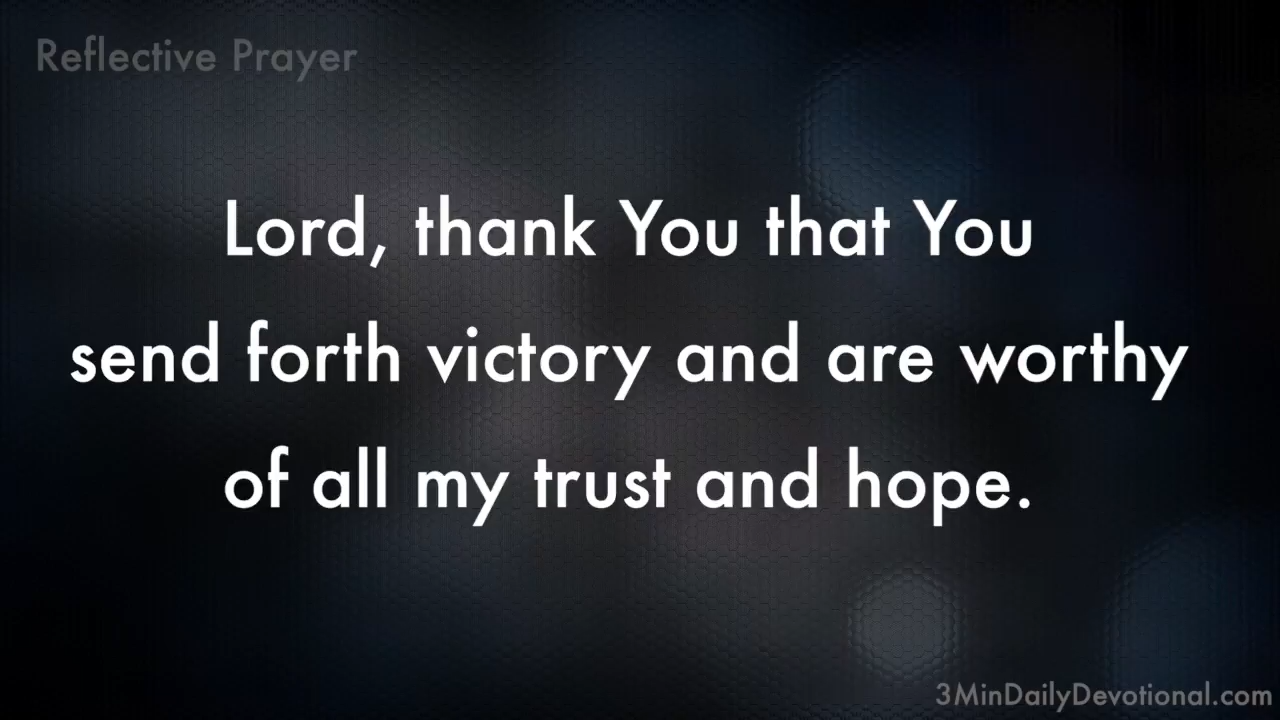 Reflective Prayer
Lord, thank You that You
send forth victory and are worthy
of all my trust and hope.
3MinDailyDevotional.com